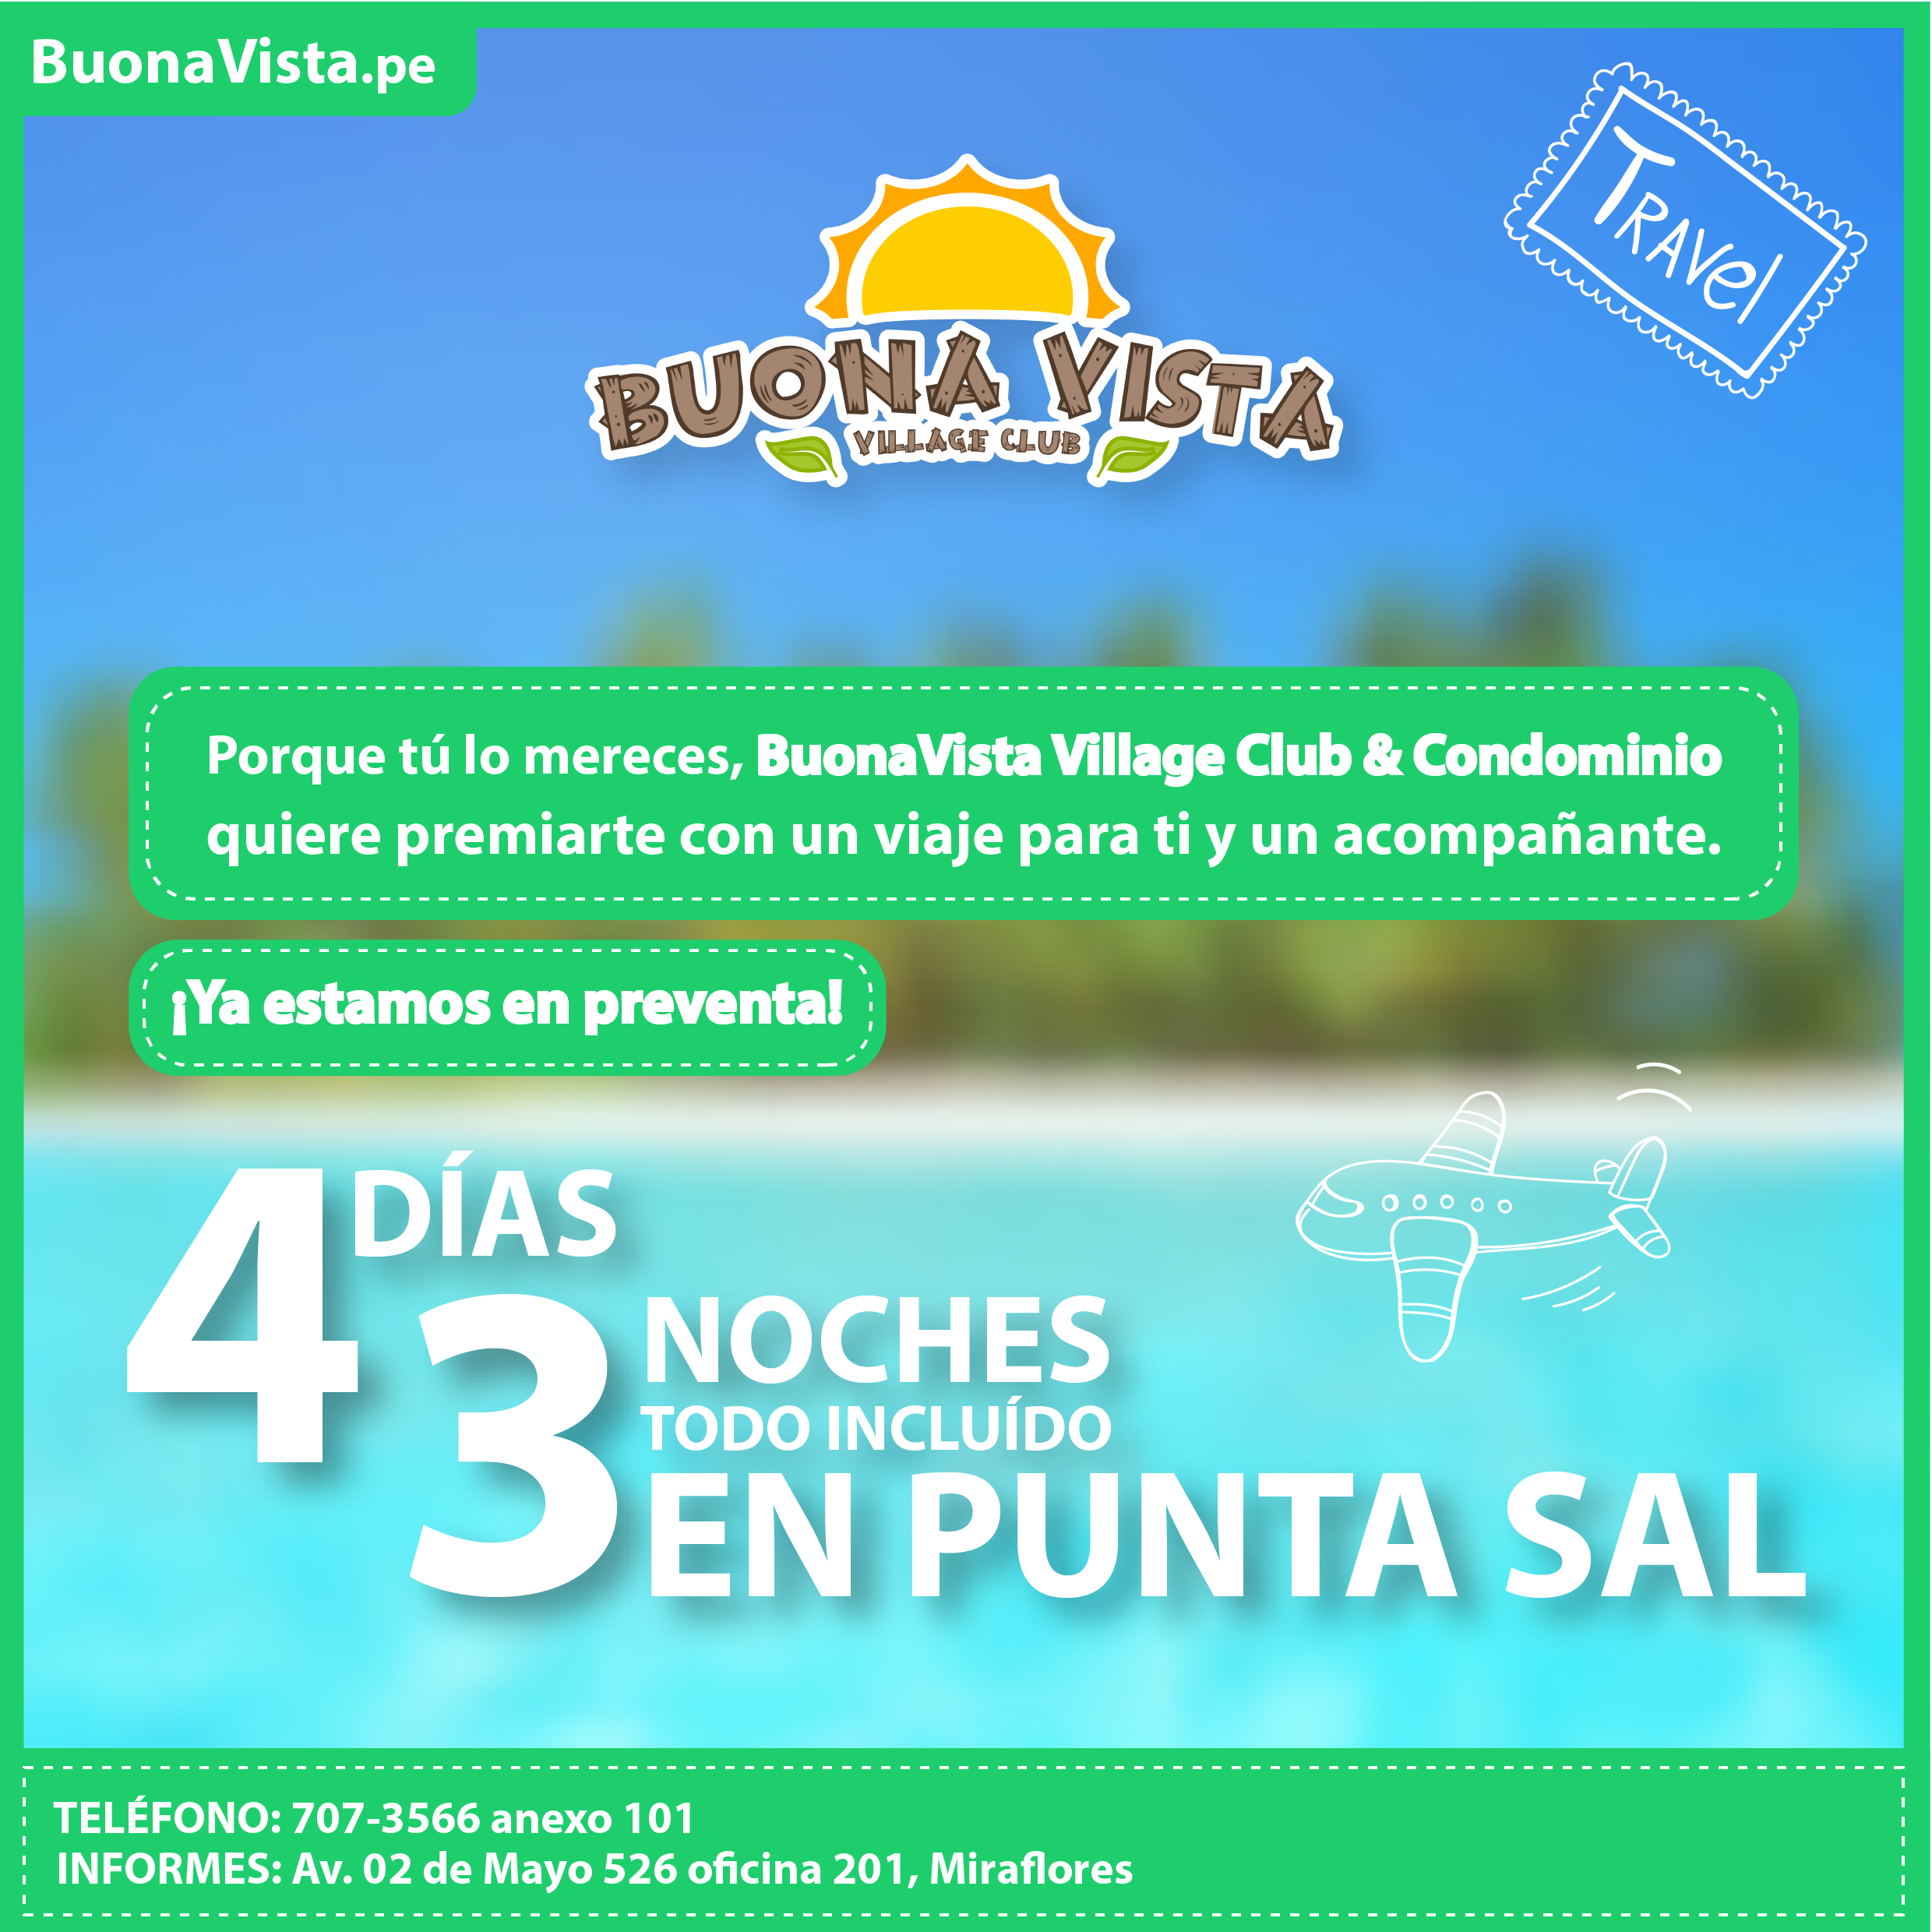 BuonaVista.pe
TRAVel
BUONA VISTA
VILLAGE CLUB
Porque tú lo mereces, BuonaVista Village Club & Condominio
quiere premiarte con un viaje para ti y un acompañante.
¡Ya estamos en preventa!
4 DÍAS
3 NOCHES
TODO INCLUÍDO
EN PUNTA SAL
TELÉFONO: 707-3566 anexo 101
INFORMES: Av. 02 de Mayo 526 oficina 201, Miraflores